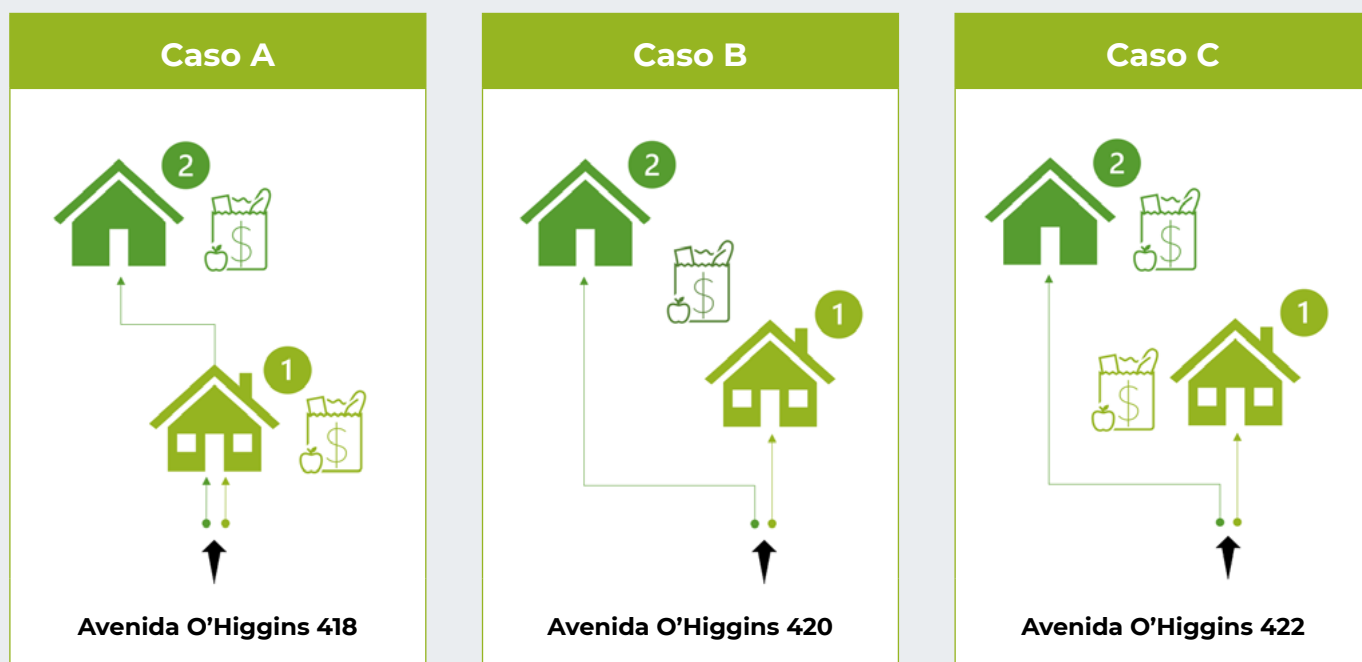 Caso A
2
$
1
$
Avenida O’Higgins 418
Caso B
2
$
1
Avenida O’Higgins 420
Caso C
2
$
1
$
Avenida O’Higgins 422